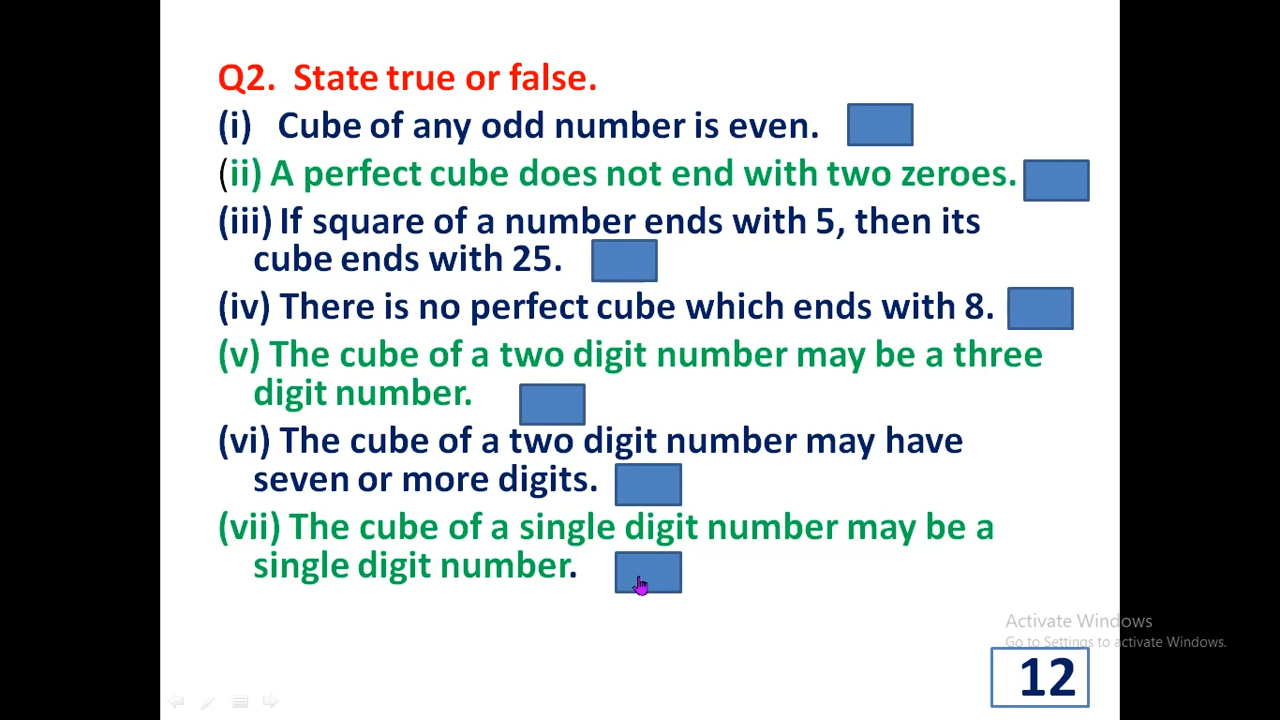 Q2. State true or false.
(i) Cube of any odd number is even.
(ii) A perfect cube does not end with two zeroes.
(iii) If square of a number ends with 5, then its
cube ends with 25.
(iv) There is no perfect cube which ends with 8.
(v) The cube of a two digit number may be a three
digit number.
(vi) The cube of a two digit number may have
seven or more digits.
(vii) The cube of a single digit number may be a
single digit number.
Activate Windows
Go to Settings to activate Windows.
12